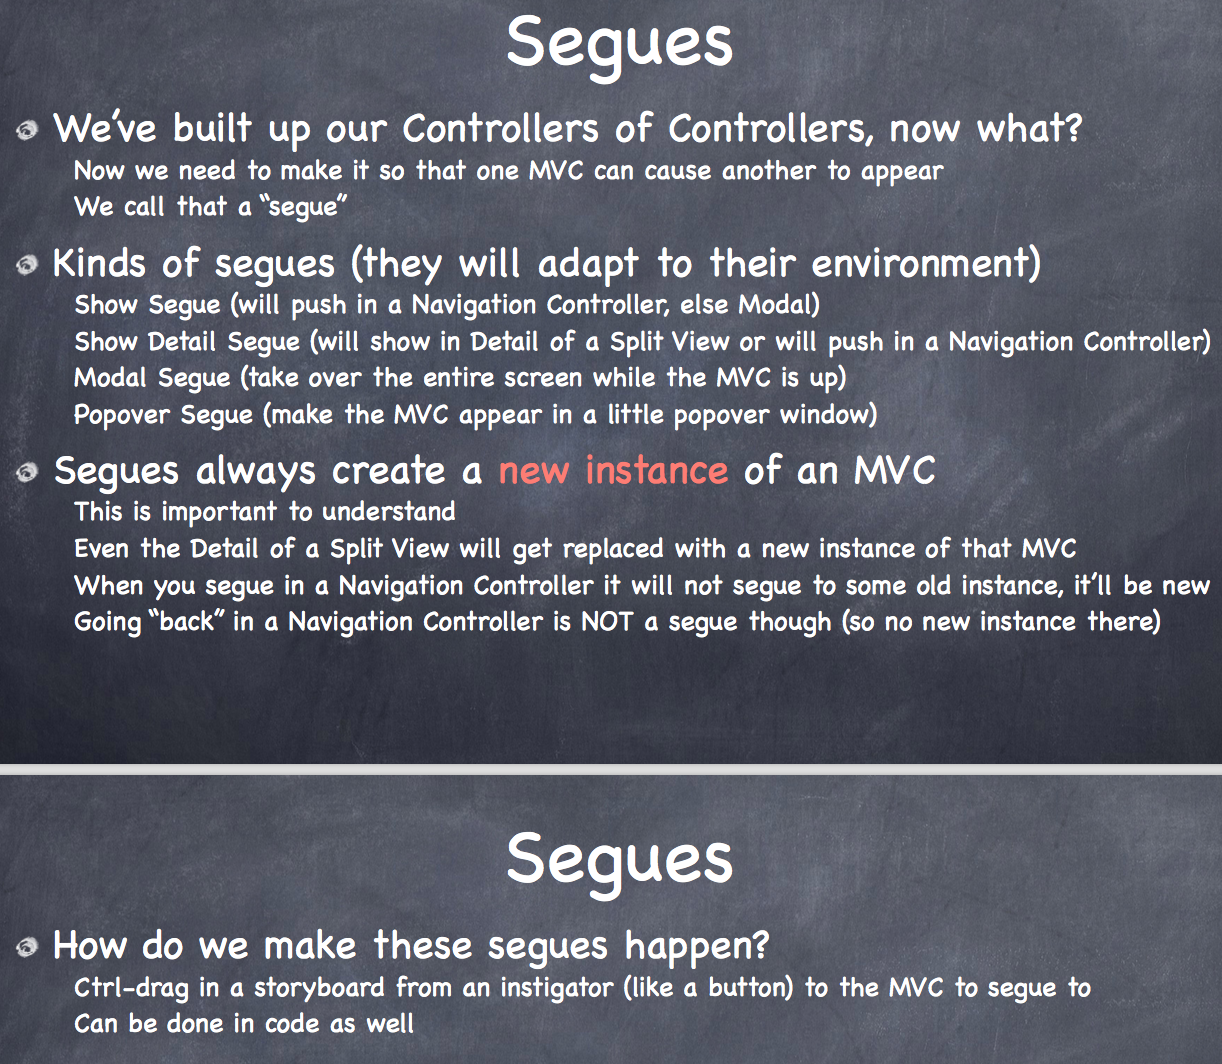 Segues
We've built up our Controllers of Controllers, now what?
Now we need to make it so that one MVC can cause another to appear
We call that a “segue”
Kinds of segues (they will adapt to their environment)
Show Segue (will push in a Navigation Controller, else Modal)
Show Detail Segue (will show in Detail of a Split View or will push in a Navigation Controller)
Modal Segue (take over the entire screen while the MVC is up)
Popover Segue (make the MVC appear in a little popover window)
Segues always create a new instance of an MVC
This is important to understand
Even the Detail of a Split View will get replaced with a new instance of that MVC
When you segue in a Navigation Controller it will not segue to some old instance, it'll be new
Going “back” in a Navigation Controller is NOT a segue though (so no new instance there)
Segues
How do we make these segues happen?
Ctrl-drag in a storyboard from an instigator (like a button) to the MVC to segue to
Can be done in code as well